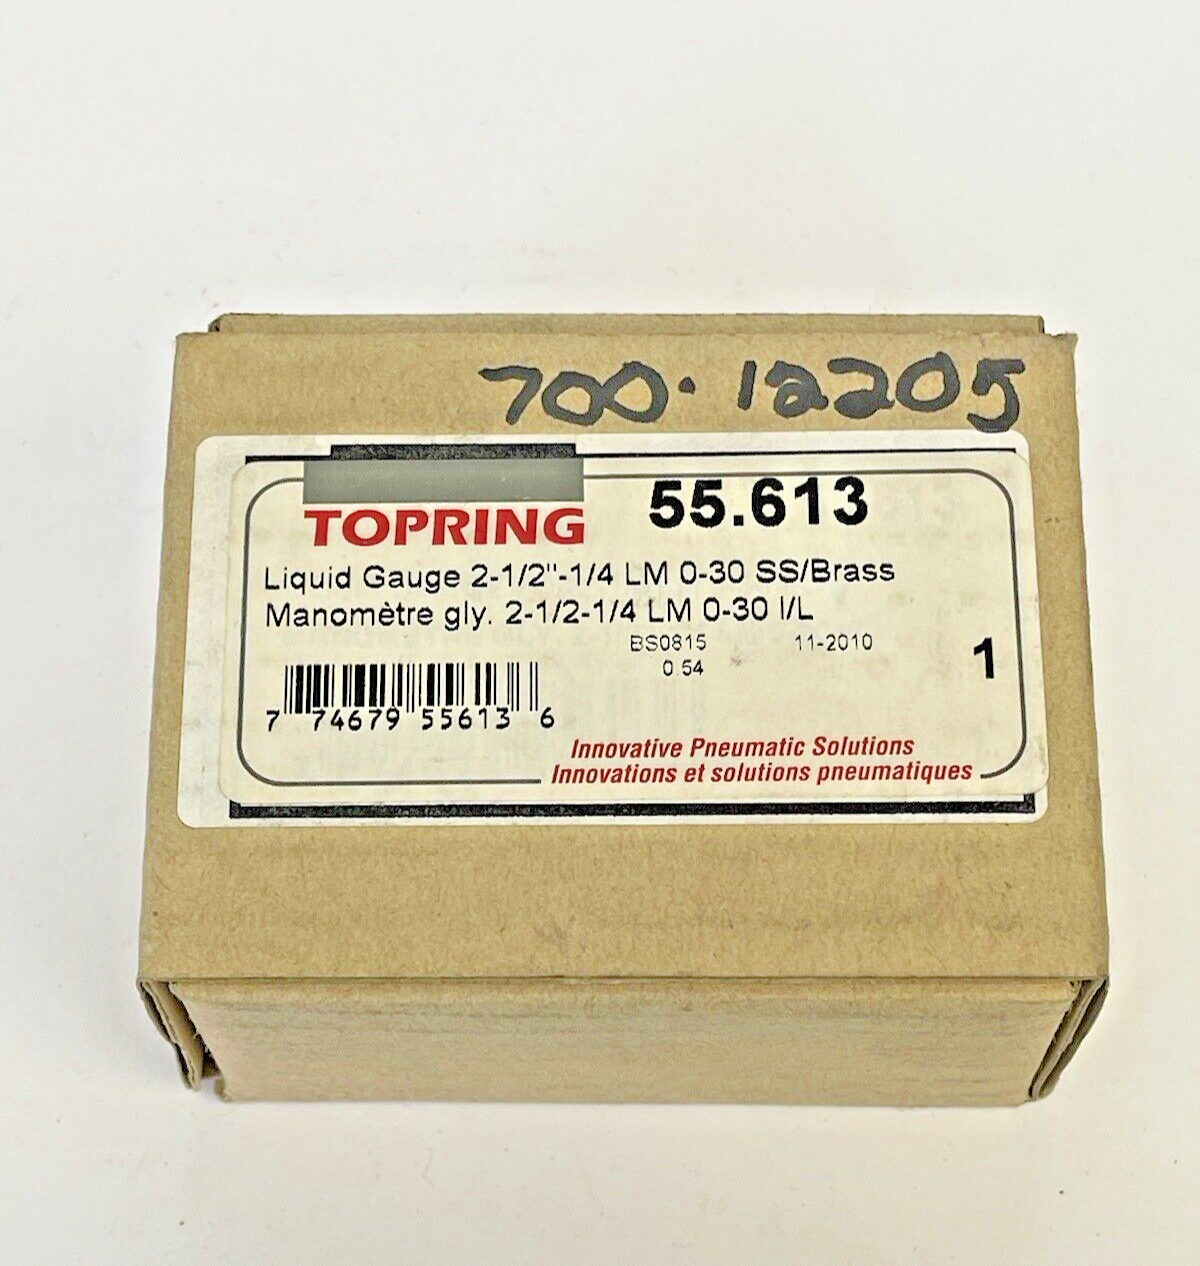 700-12205
TOPRING 55.613
Liquid Gauge 2-1/2"-1/4 LM 0-30 SS/Brass
Manomètre gly. 2-1/2-1/4 LM 0-30 I/L
BS0815 11-2010
0.54
1
7 74679 55613 6
Innovative Pneumatic Solutions
Innovations et solutions pneumatiques